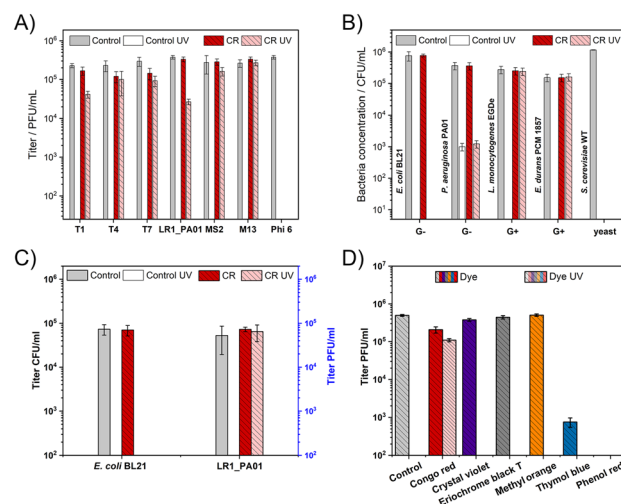 A)
Control Control UV CR CR UV
Titer / PFU/mL
10⁶
10⁵
10⁴
10³
10²
10¹
T1 T4 T7 LR1_PA01 MS2 M13 Phi 6
B)
Control Control UV CR CR UV
Bacteria concentration / CFU/mL
10⁶
10⁵
10⁴
10³
10²
10¹
E. coli BL21
P. aeruginosa PA01
L. monocytogenes EGDe
E. durans PCM 1857
S. cerevisiae WT
G- G- G+ G+ yeast
C)
Control Control UV CR CR UV
Titer CFU/ml
10⁶
10⁵
10⁴
10³
10²
Titer PFU/ml
10⁶
10⁵
10⁴
10³
10²
E. coli BL21 LR1_PA01
D)
Dye Dye UV
Titer PFU/ml
10⁷
10⁶
10⁵
10⁴
10³
10²
Control
Congo red
Crystal violet
Eriochrome black T
Methyl orange
Thymol blue
Phenol red